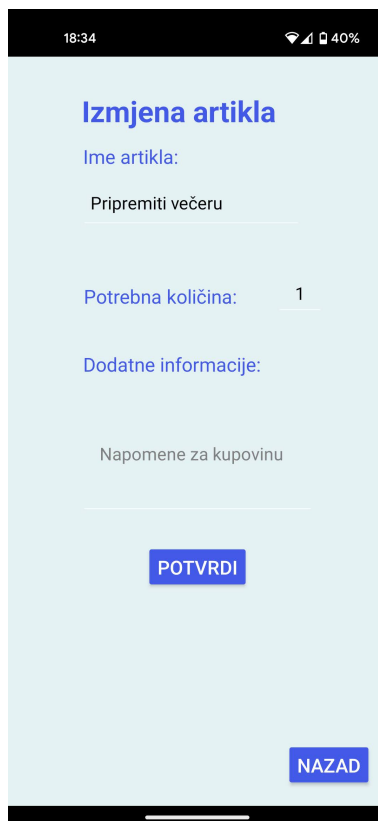 18:34 40%
Izmjena artikla
Ime artikla:
Pripremiti večeru
Potrebna količina: 1
Dodatne informacije:
Napomene za kupovinu
POTVRDI
NAZAD